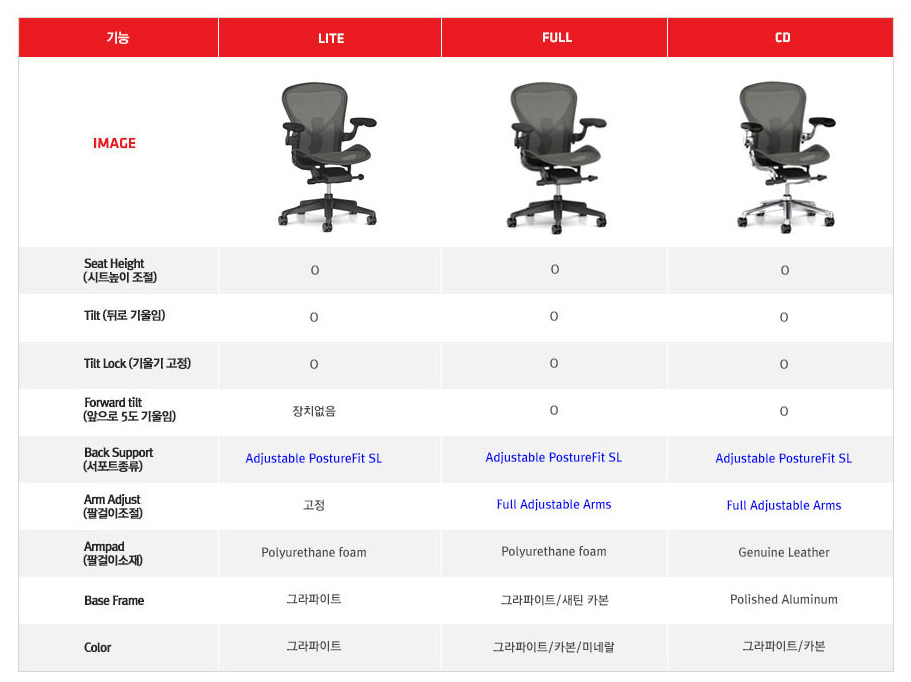 기능 LITE FULL CD
IMAGE
Seat Height
(시트높이 조절) O O O
Tilt (뒤로 기울임) O O O
Tilt Lock (기울기 고정) O O O
Forward tilt
(앞으로 5도 기울임) 장치없음 O O
Back Support
(서포트종류) Adjustable PostureFit SL Adjustable PostureFit SL Adjustable PostureFit SL
Arm Adjust
(팔걸이조절) 고정 Full Adjustable Arms Full Adjustable Arms
Armpad
(팔걸이소재) Polyurethane foam Polyurethane foam Genuine Leather
Base Frame 그라파이트 그라파이트/새틴 카본 Polished Aluminum
Color 그라파이트 그라파이트/카본/미네랄 그라파이트/카본